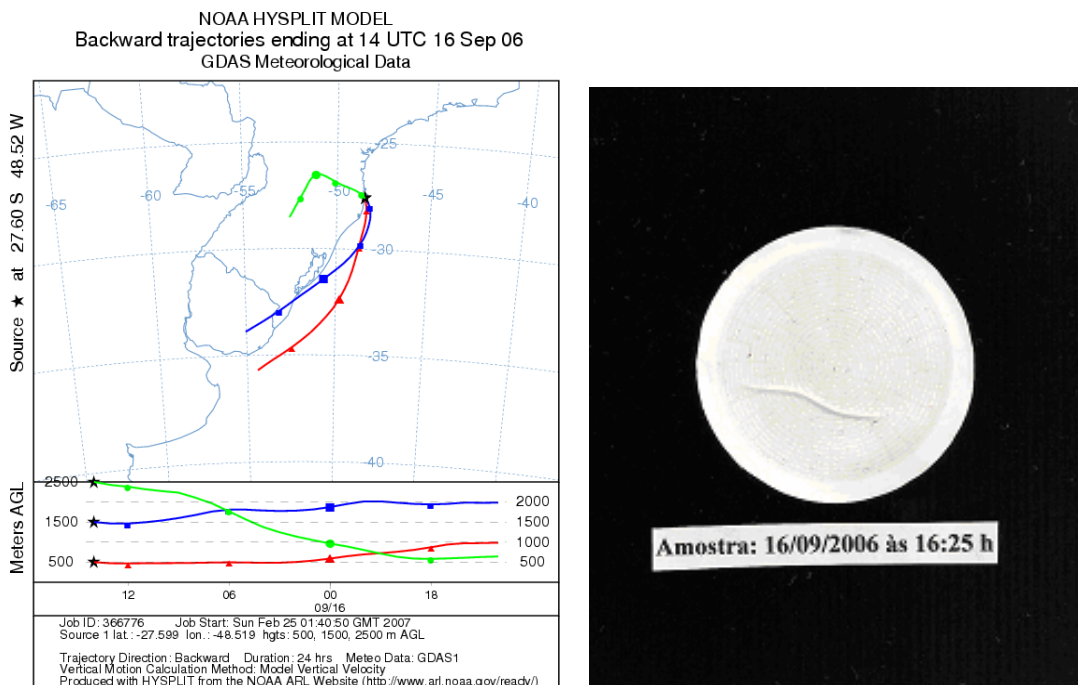 NOAA HYSPLIT MODEL
Backward trajectories ending at 14 UTC 16 Sep 06
GDAS Meteorological Data
Source ★ at 27.60 S 48.52 W
-25
-65
-60
-55
-50
-45
-40
-30
-35
-40
Meters AGL
2500
1500
500
2000
1500
1000
500
12 06 00 18
09/16
Job ID: 366776 Job Start: Sun Feb 25 01:40:50 GMT 2007
Source 1 lat.: -27.599 lon.: -48.519 hgts: 500, 1500, 2500 m AGL
Trajectory Direction: Backward Duration: 24 hrs Meteo Data: GDAS1
Vertical Motion Calculation Method: Model Vertical Velocity
Produced with HYSPLIT from the NOAA ARL Website (http://www.arl.noaa.gov/ready/)
Amostra: 16/09/2006 às 16:25 h